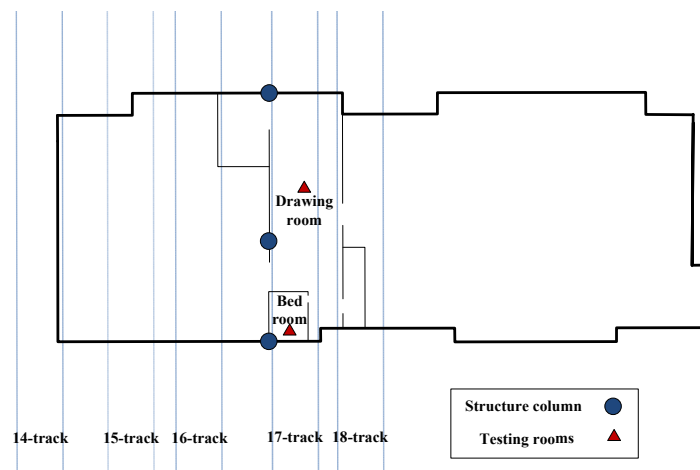 Drawing
room
Bed
room
14-track
15-track
16-track
17-track
18-track
Structure column
Testing rooms